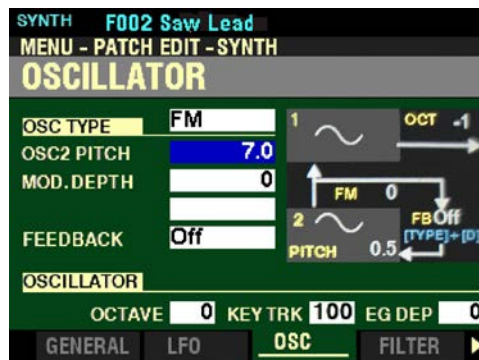 SYNTH F002 Saw Lead
MENU - PATCH EDIT - SYNTH
OSCILLATOR
OSC TYPE FM
OSC2 PITCH 7.0
MOD. DEPTH 0
FEEDBACK Off
1 OCT -1
FM 0
2 FB Off
[TYPE]+[D]
PITCH 0.5
OSCILLATOR
OCTAVE 0 KEY TRK 100 EG DEP 0
GENERAL LFO OSC FILTER